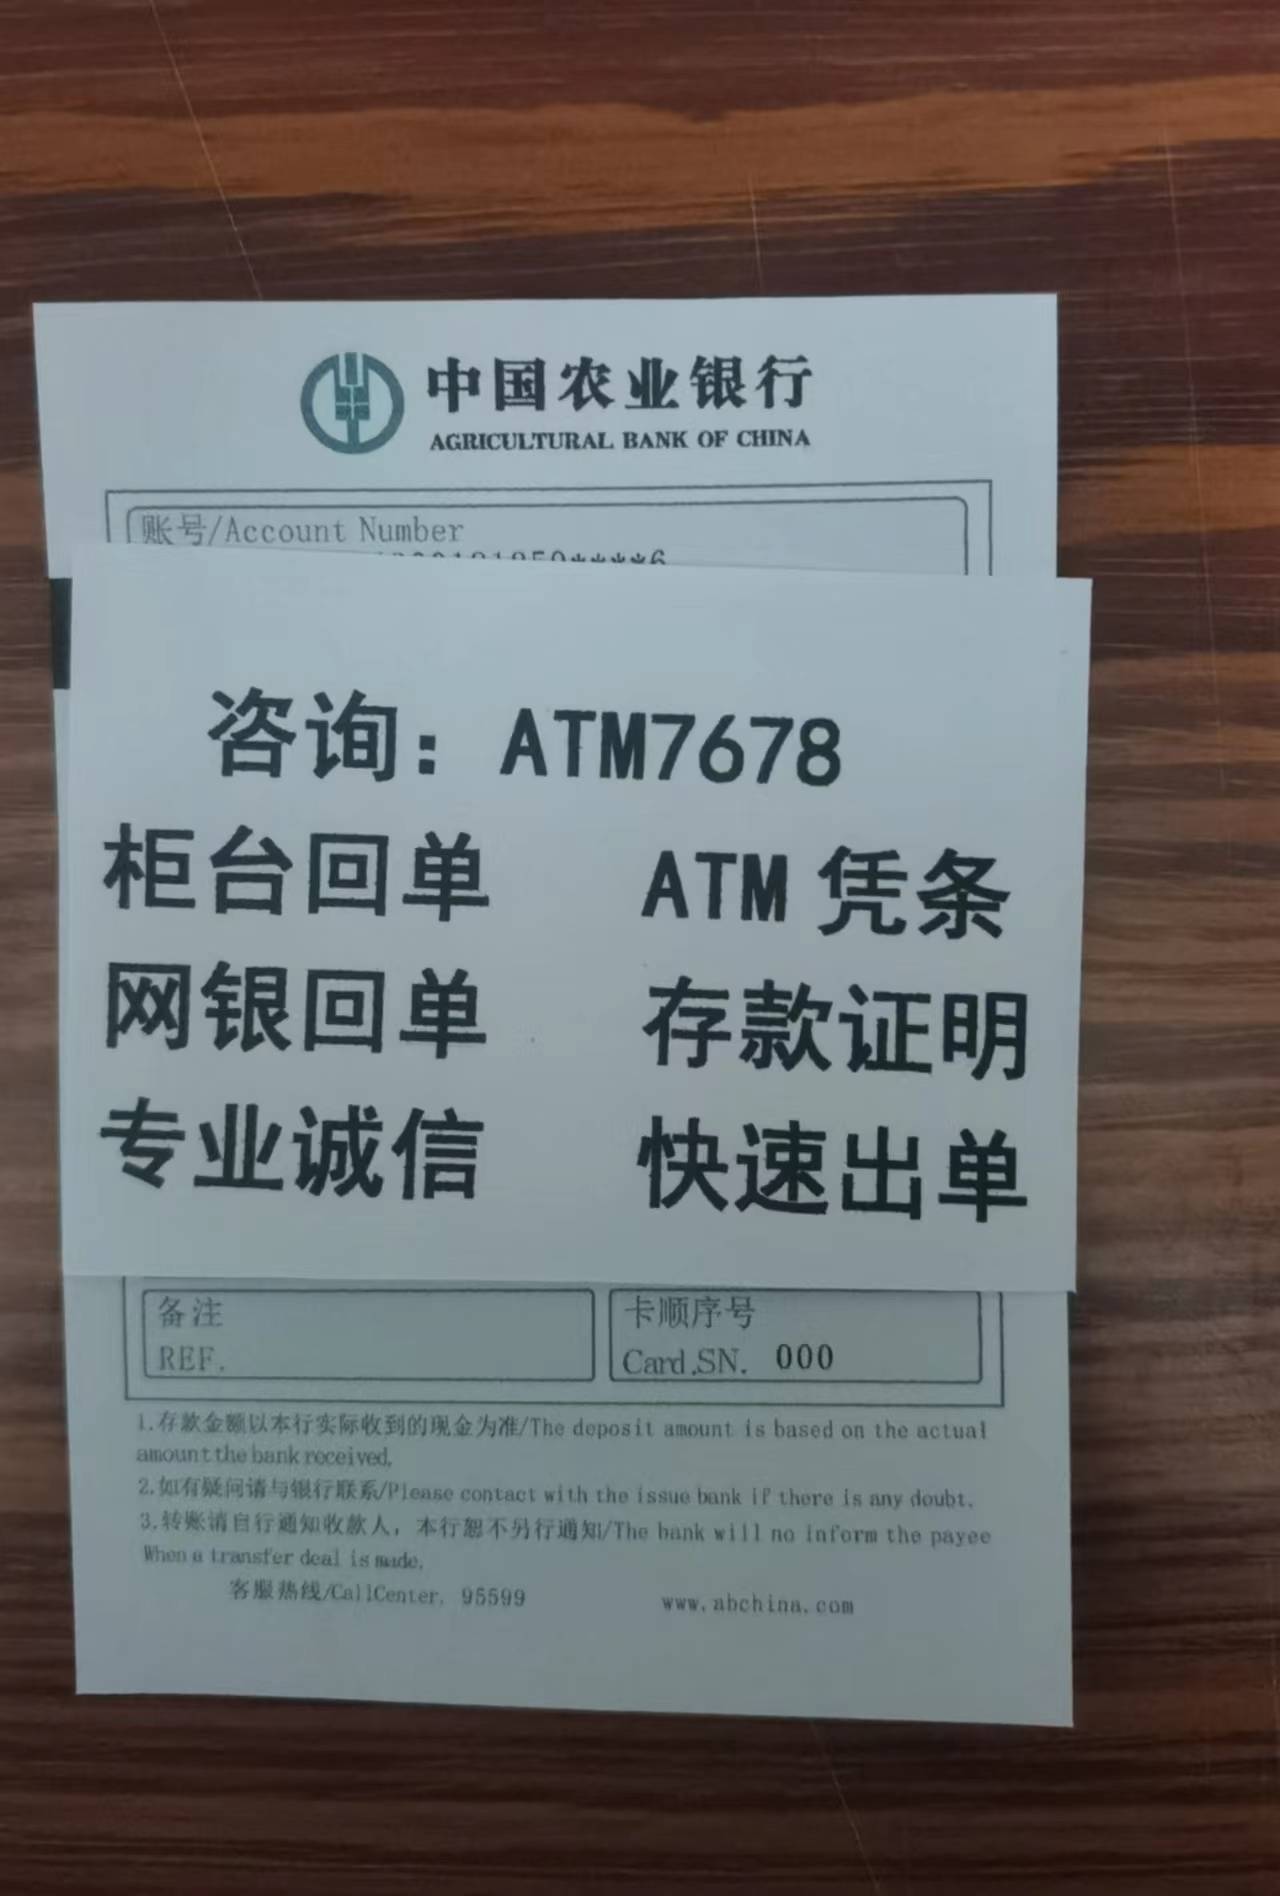 中国农业银行
AGRICULTURAL BANK OF CHINA
账号/Account Number
咨询：ATM7678
柜台回单 ATM凭条
网银回单 存款证明
专业诚信 快速出单
备注 卡顺序号
REF. Card.SN. 000
1.存款金额以本行实际收到的现金为准/The deposit amount is based on the actual
amount the bank received.
2.如有疑问请与银行联系/Please contact with the issue bank if there is any doubt.
3.转账请自行通知收款人，本行恕不另行通知/The bank will no inform the payee
When a transfer deal is made.
客服热线/CallCenter. 95599 www.abchina.com